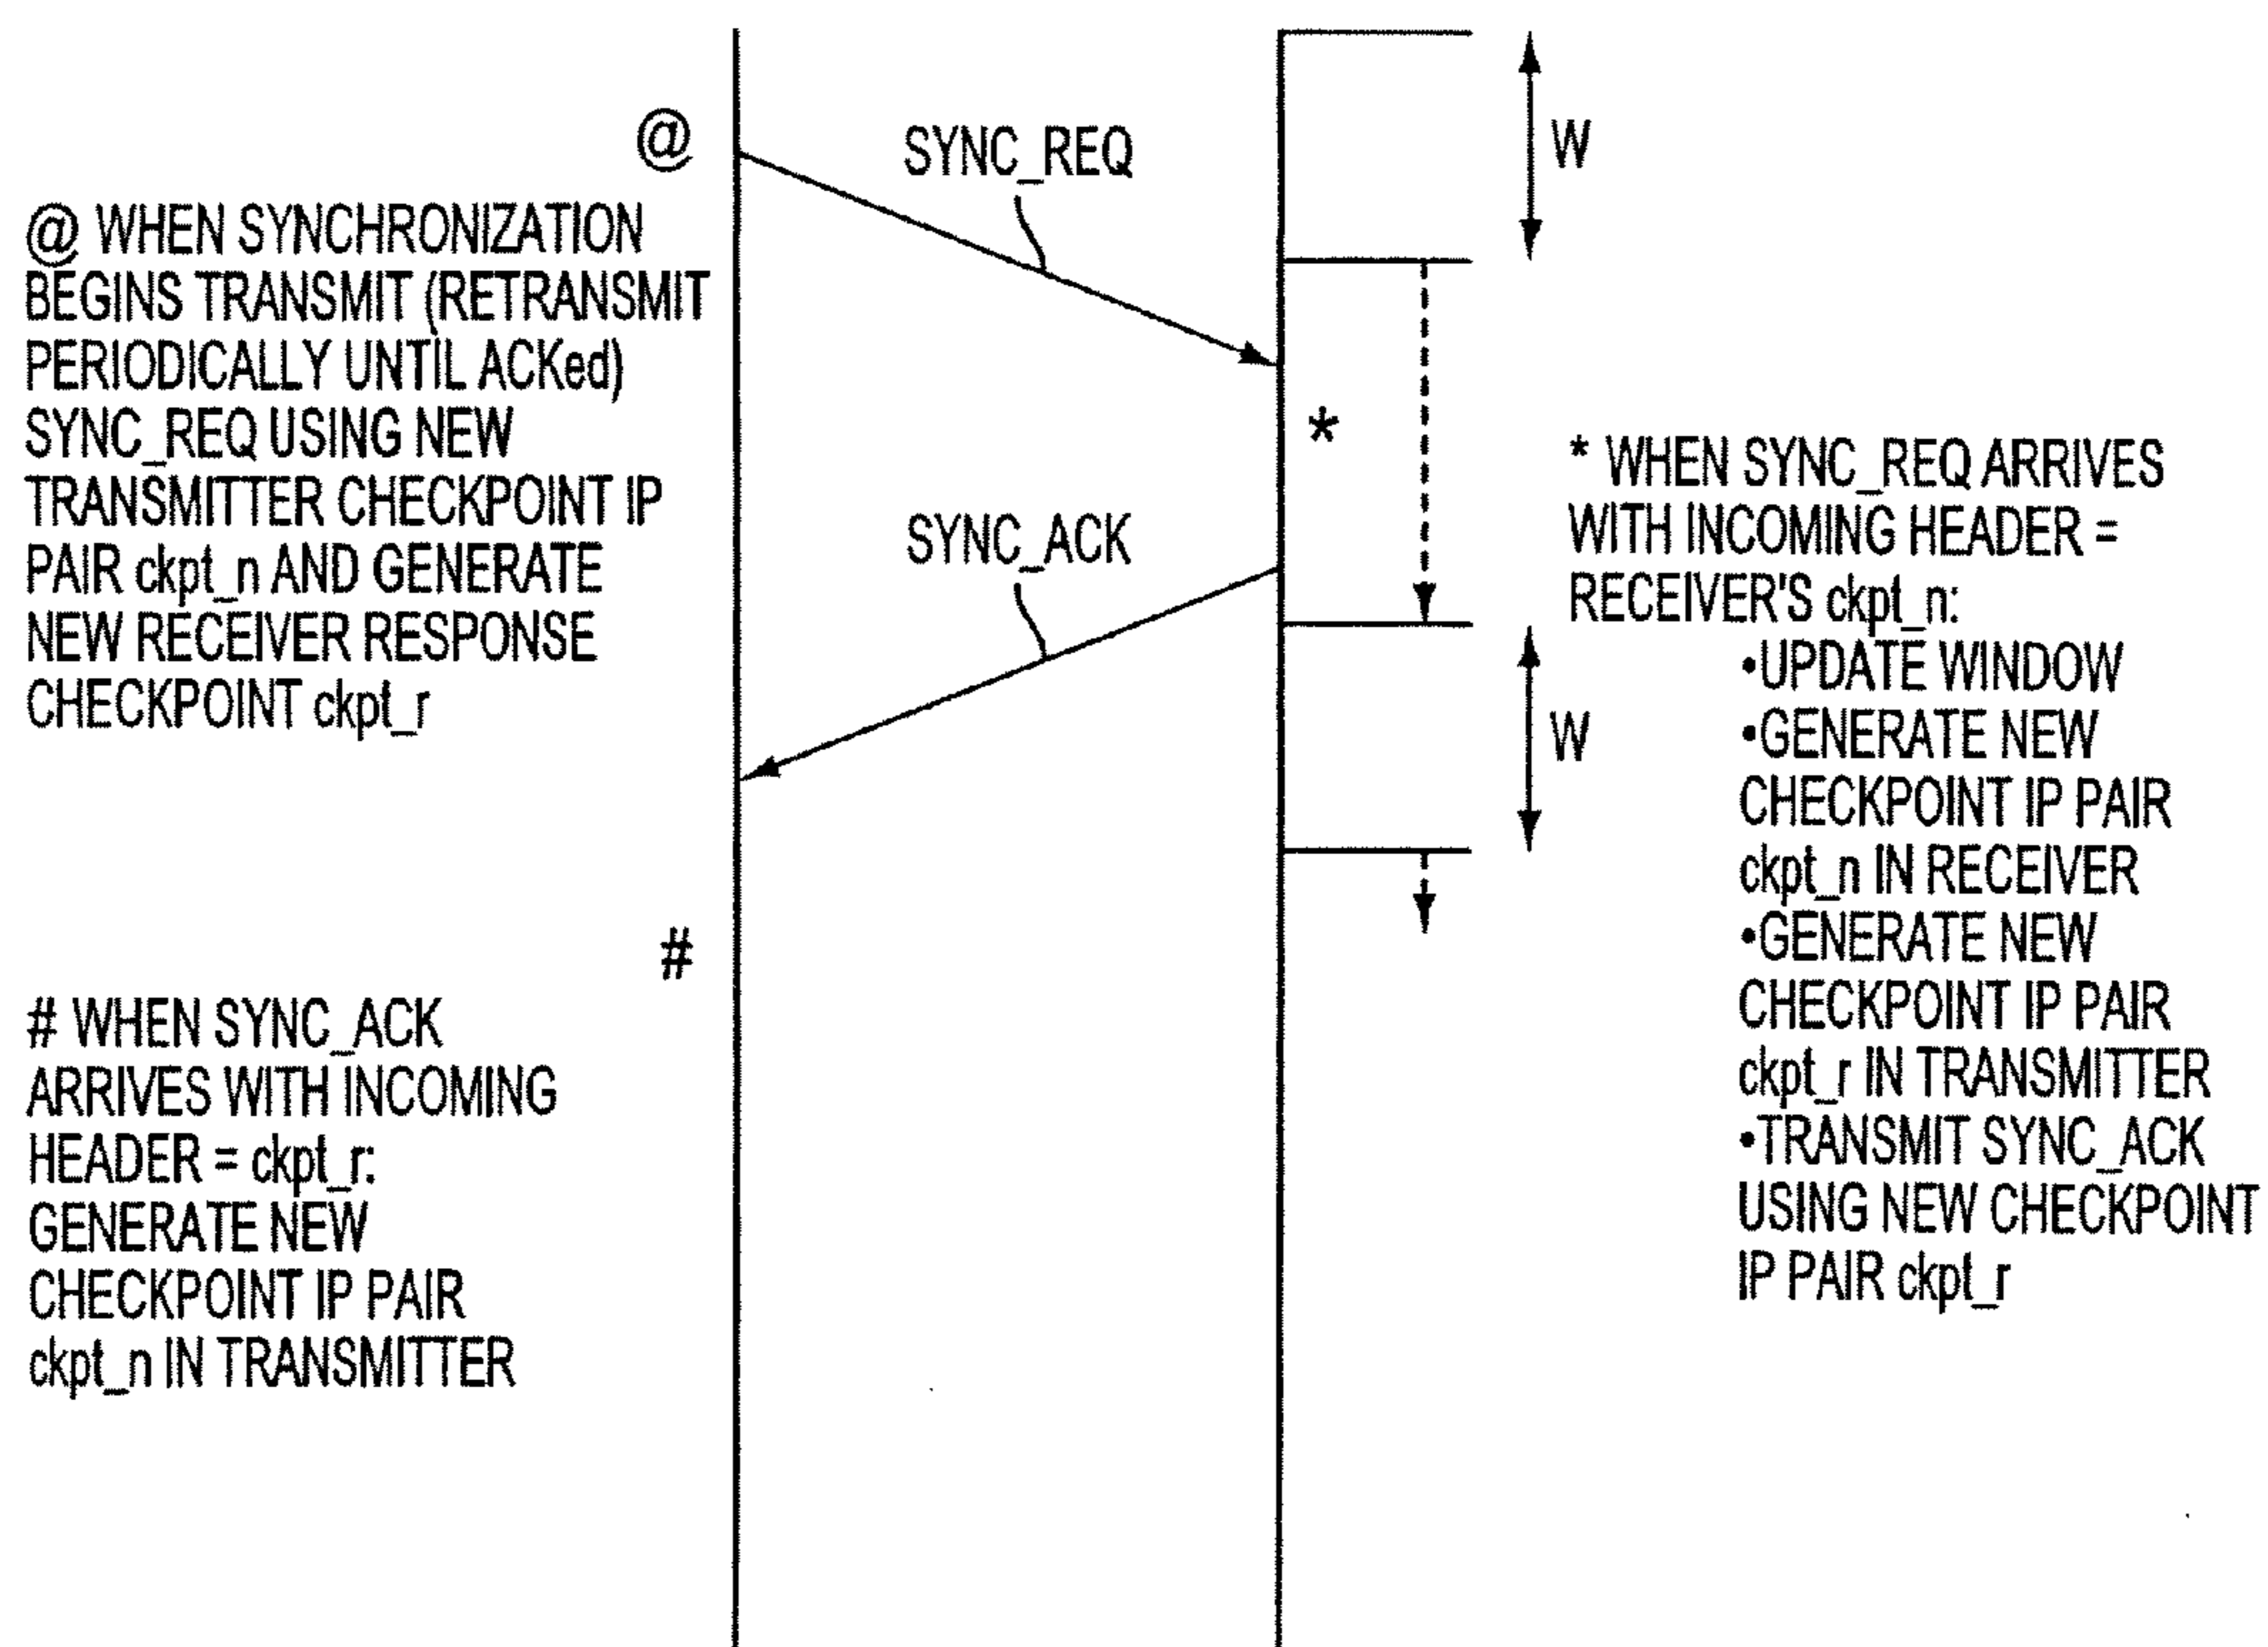 @
SYNC_REQ
W
@ WHEN SYNCHRONIZATION
BEGINS TRANSMIT (RETRANSMIT
PERIODICALLY UNTIL ACKed)
SYNC_REQ USING NEW
TRANSMITTER CHECKPOINT IP
PAIR ckpt_n AND GENERATE
NEW RECEIVER RESPONSE
CHECKPOINT ckpt_r
*
SYNC_ACK
W
* WHEN SYNC_REQ ARRIVES
WITH INCOMING HEADER =
RECEIVER'S ckpt_n:
•UPDATE WINDOW
•GENERATE NEW
CHECKPOINT IP PAIR
ckpt_n IN RECEIVER
•GENERATE NEW
CHECKPOINT IP PAIR
ckpt_r IN TRANSMITTER
•TRANSMIT SYNC_ACK
USING NEW CHECKPOINT
IP PAIR ckpt_r
#
# WHEN SYNC_ACK
ARRIVES WITH INCOMING
HEADER = ckpt_r:
GENERATE NEW
CHECKPOINT IP PAIR
ckpt_n IN TRANSMITTER